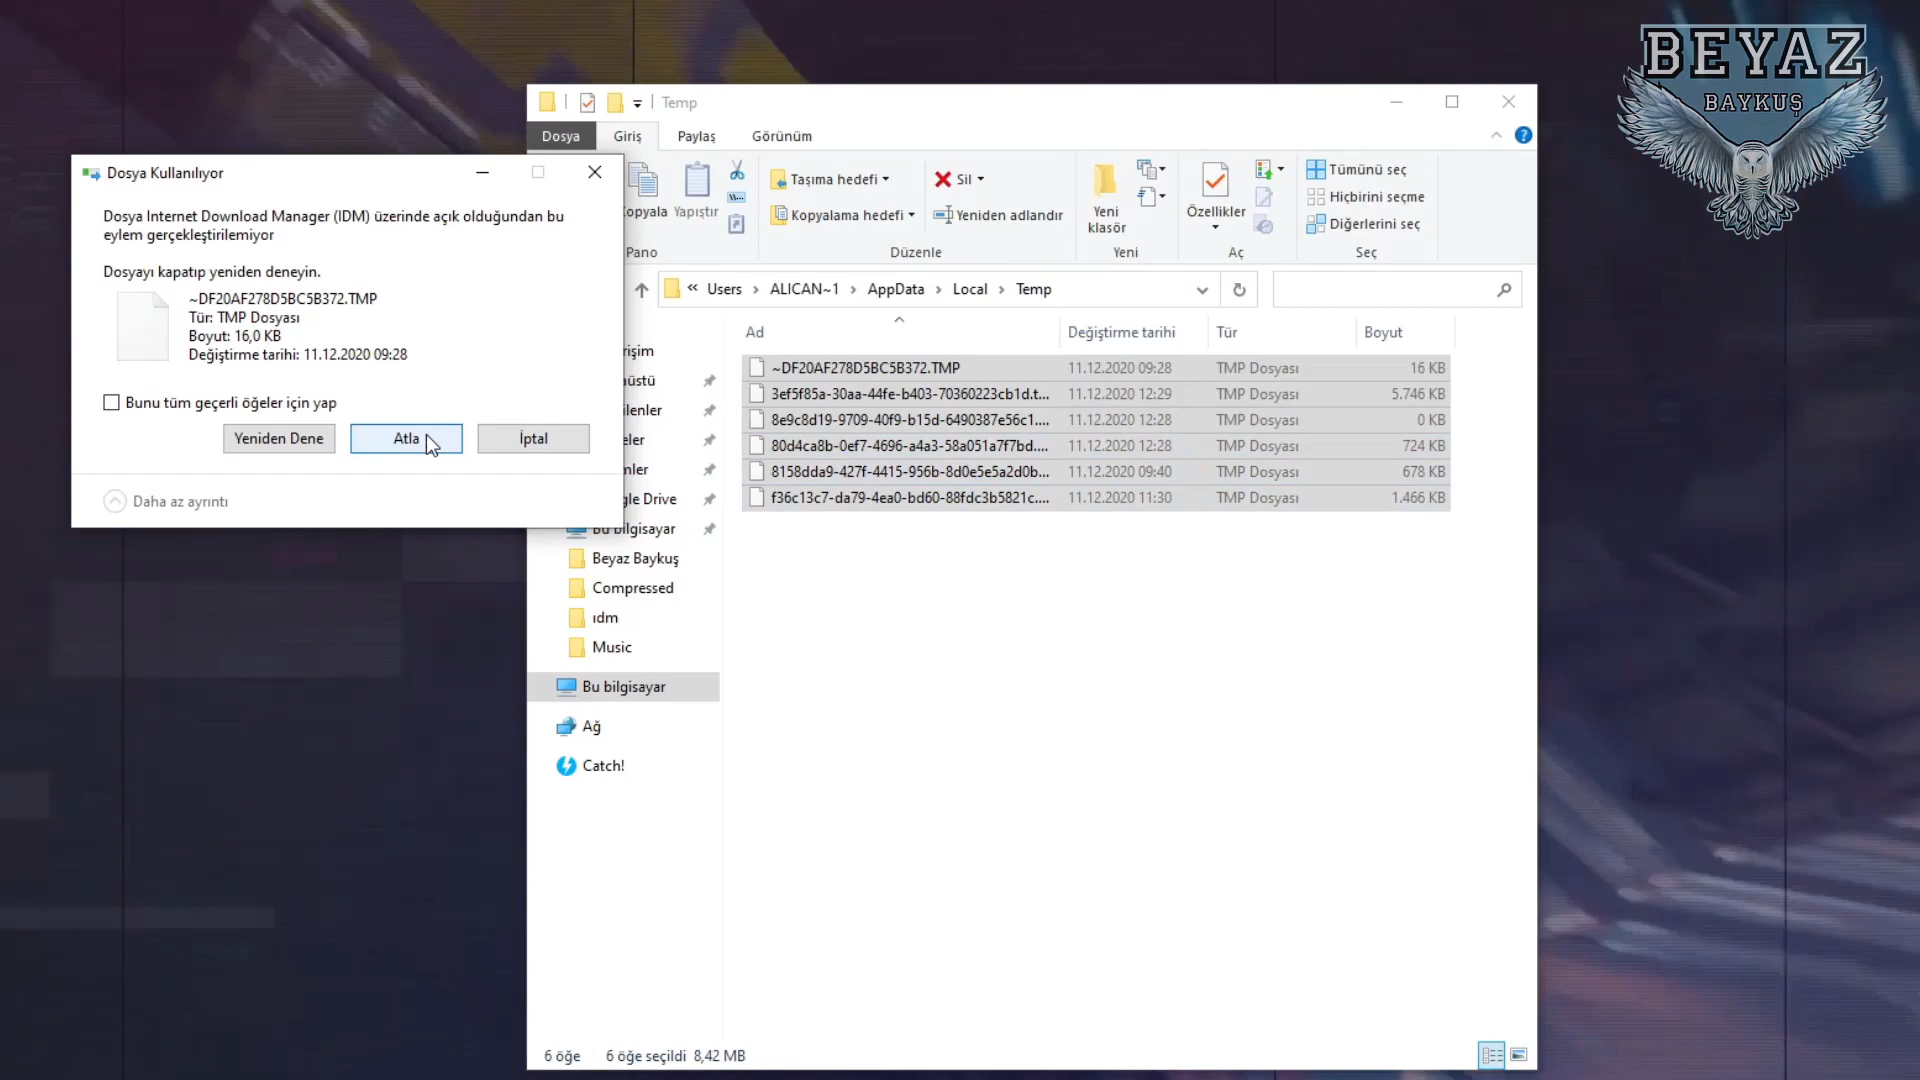 BEYAZ
BAYKUŞ
Temp
Dosya
Giriş
Paylaş
Görünüm
opyala
Yapıştır
Taşıma hedefi
Kopyalama hedefi
Sil
Yeniden adlandır
Yeni
klasör
Özellikler
Tümünü seç
Hiçbirini seçme
Diğerlerini seç
Pano
Düzenle
Yeni
Aç
Seç
« Users > ALICAN~1 > AppData > Local > Temp
Dosya Kullanılıyor
Dosya Internet Download Manager (IDM) üzerinde açık olduğundan bu
eylem gerçekleştirilemiyor
Dosyayı kapatıp yeniden deneyin.
~DF20AF278D5BC5B372.TMP
Tür: TMP Dosyası
Boyut: 16,0 KB
Değiştirme tarihi: 11.12.2020 09:28
Bunu tüm geçerli öğeler için yap
Yeniden Dene
Atla
İptal
Daha az ayrıntı
rişim
aüstü
ilenler
eler
mler
gle Drive
Bu bilgisayar
Beyaz Baykuş
Compressed
ıdm
Music
Bu bilgisayar
Ağ
Catch!
Ad Değiştirme tarihi Tür Boyut
~DF20AF278D5BC5B372.TMP 11.12.2020 09:28 TMP Dosyası 16 KB
3ef5f85a-30aa-44fe-b403-70360223cb1d.t... 11.12.2020 12:29 TMP Dosyası 5.746 KB
8e9c8d19-9709-40f9-b15d-6490387e56c1.... 11.12.2020 12:28 TMP Dosyası 0 KB
80d4ca8b-0ef7-4696-a4a3-58a051a7f7bd.... 11.12.2020 12:28 TMP Dosyası 724 KB
8158dda9-427f-4415-956b-8d0e5e5a2d0b... 11.12.2020 09:40 TMP Dosyası 678 KB
f36c13c7-da79-4ea0-bd60-88fdc3b5821c.... 11.12.2020 11:30 TMP Dosyası 1.466 KB
6 öğe 6 öğe seçildi 8,42 MB